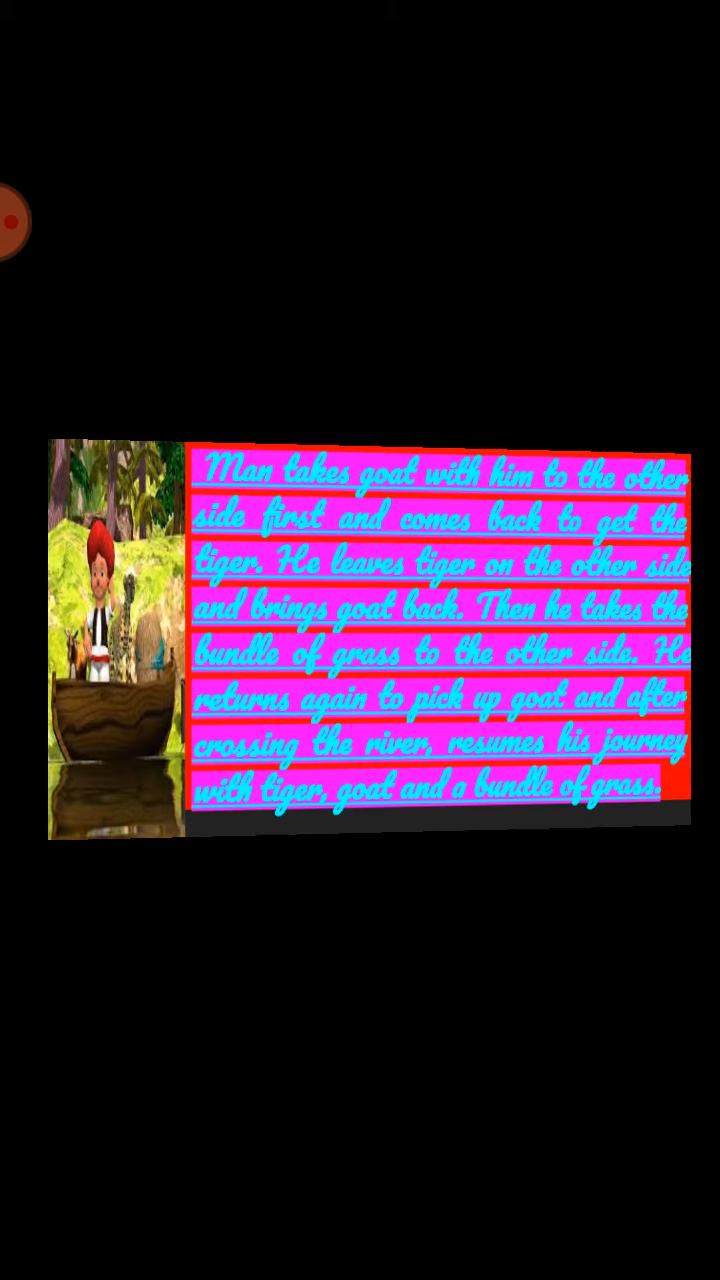 Man takes goat with him to the other
side first and comes back to get the
tiger. He leaves tiger on the other side
and brings goat back. Then he takes the
bundle of grass to the other side. He
returns again to pick up goat and after
crossing the river, resumes his journey
with tiger, goat and a bundle of grass.